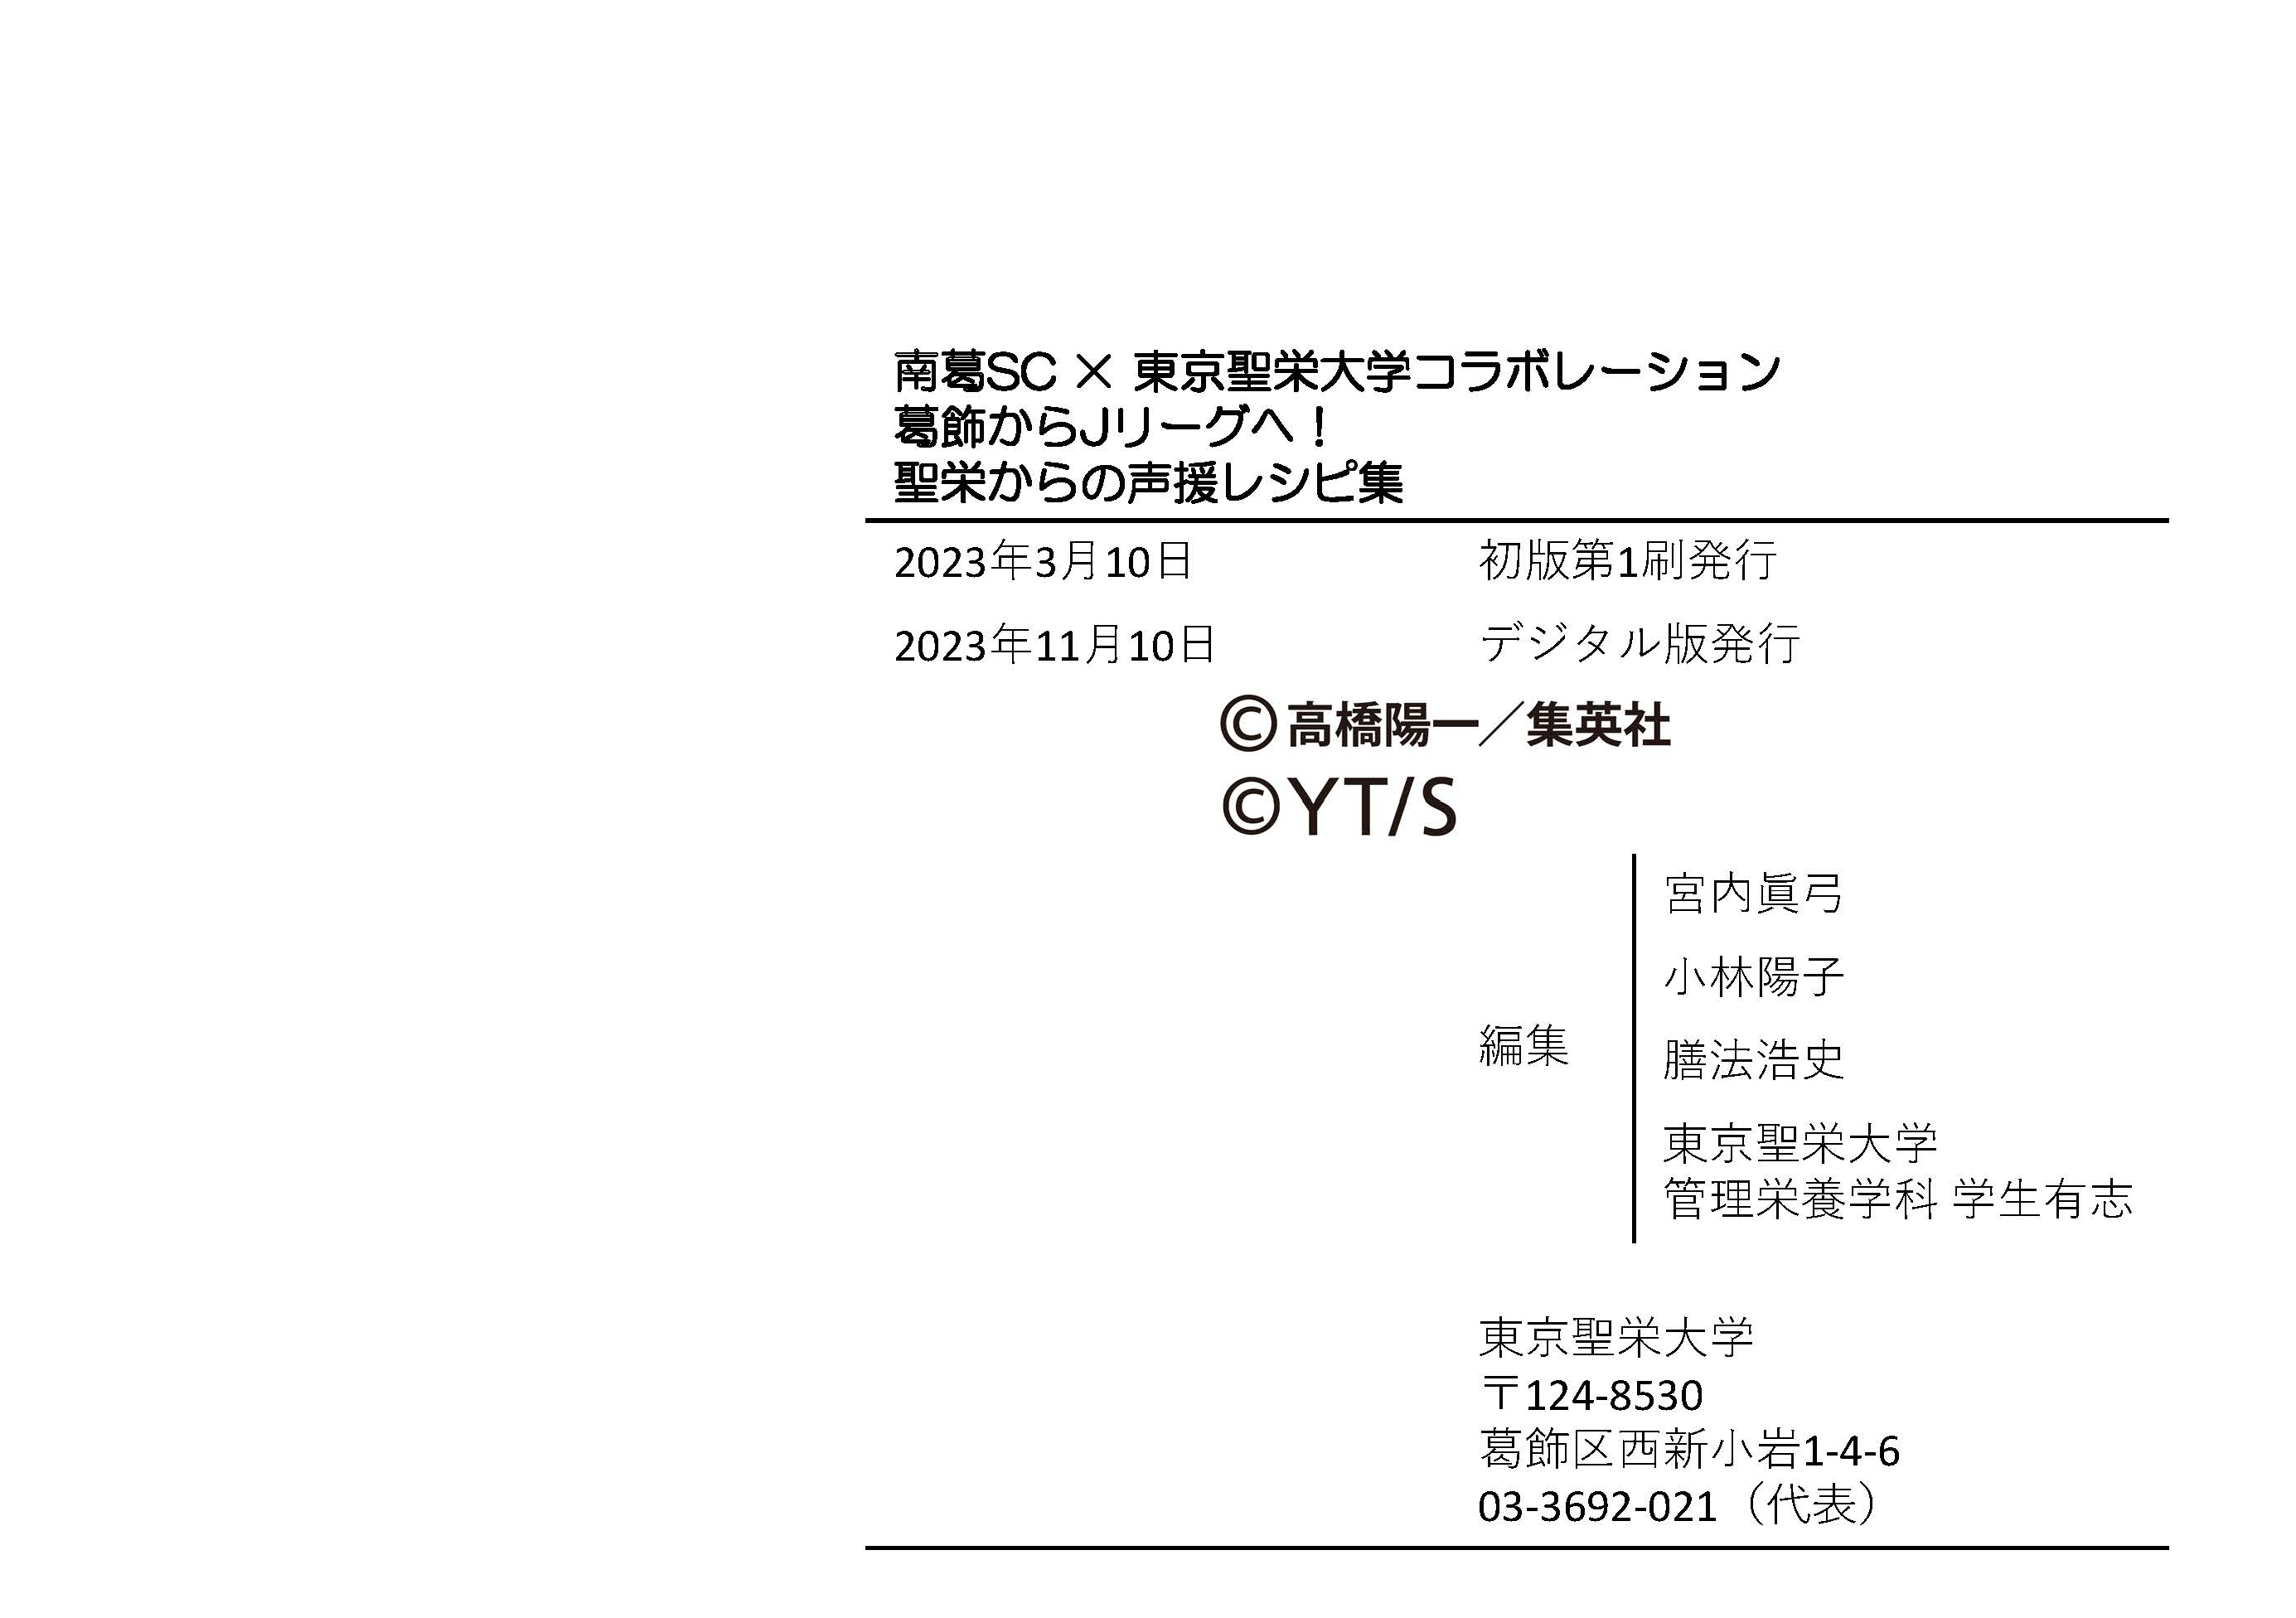 南葛SC × 東京聖栄大学コラボレーション
葛飾からJリーグへ！
聖栄からの声援レシピ集
2023年3月10日 初版第1刷発行
2023年11月10日 デジタル版発行
©高橋陽一／集英社
©YT/S
編集
宮内眞弓
小林陽子
膳法浩史
東京聖栄大学
管理栄養学科 学生有志
東京聖栄大学
〒124-8530
葛飾区西新小岩1-4-6
03-3692-021（代表）